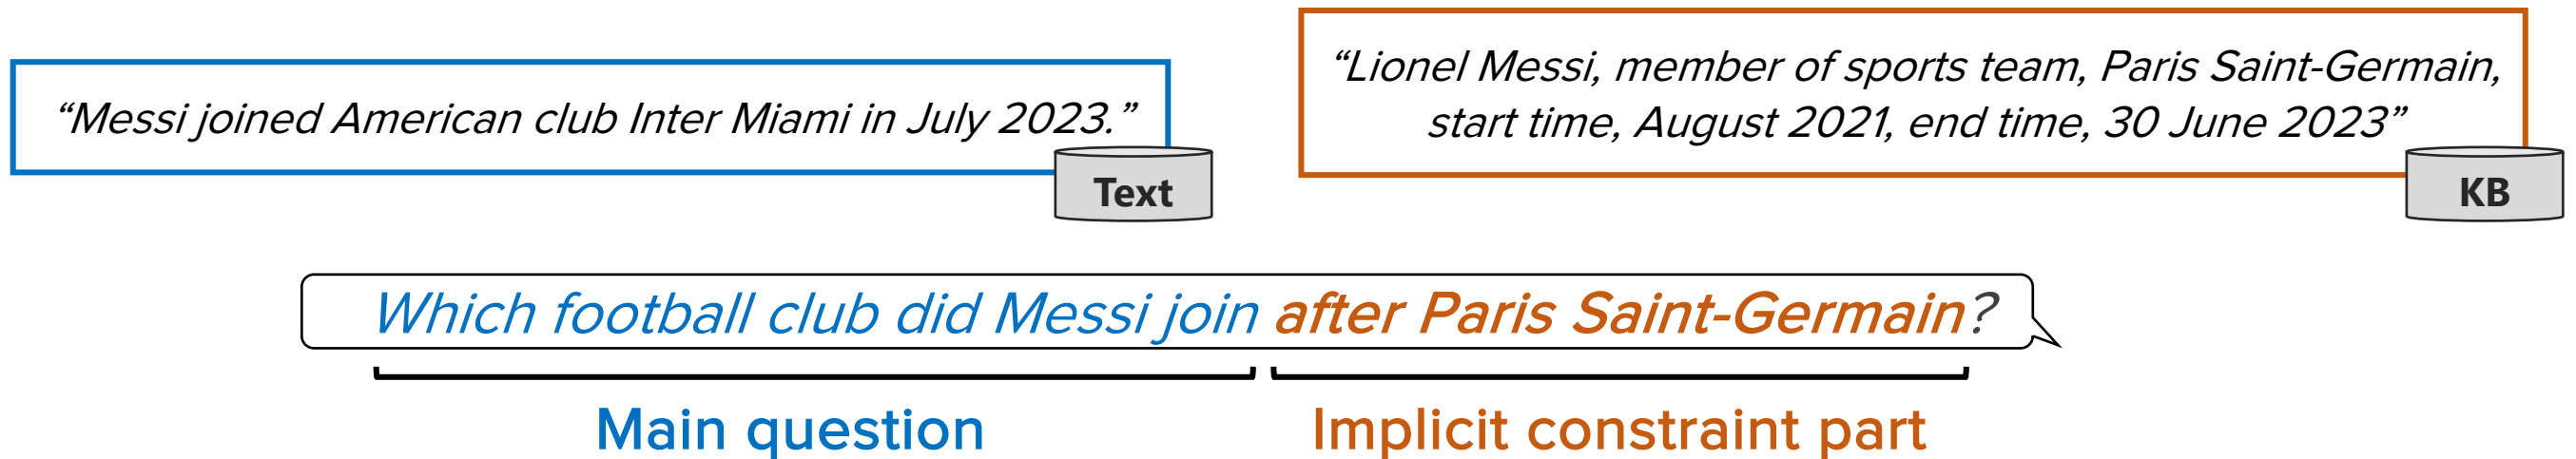 “Messi joined American club Inter Miami in July 2023.”
Text
“Lionel Messi, member of sports team, Paris Saint-Germain,
start time, August 2021, end time, 30 June 2023”
KB
Which football club did Messi join after Paris Saint-Germain?
Main question
Implicit constraint part